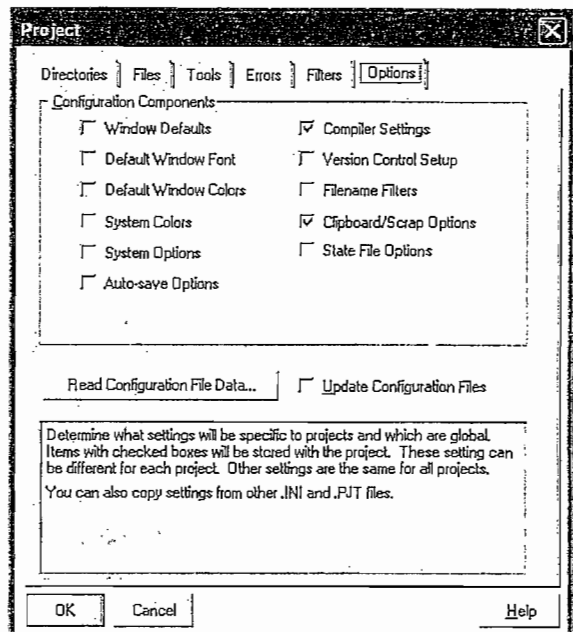 Project
Directories Files Tools Errors Filters Options
Configuration Components
Window Defaults
Default Window Font
Default Window Colors
System Colors
System Options
Auto-save Options
Compiler Settings
Version Control Setup
Filename Filters
Clipboard/Scrap Options
State File Options
Read Configuration File Data...
Update Configuration Files
Determine what settings will be specific to projects and which are global.
Items with checked boxes will be stored with the project. These setting can
be different for each project. Other settings are the same for all projects.
You can also copy settings from other .INI and .PJT files.
OK Cancel Help